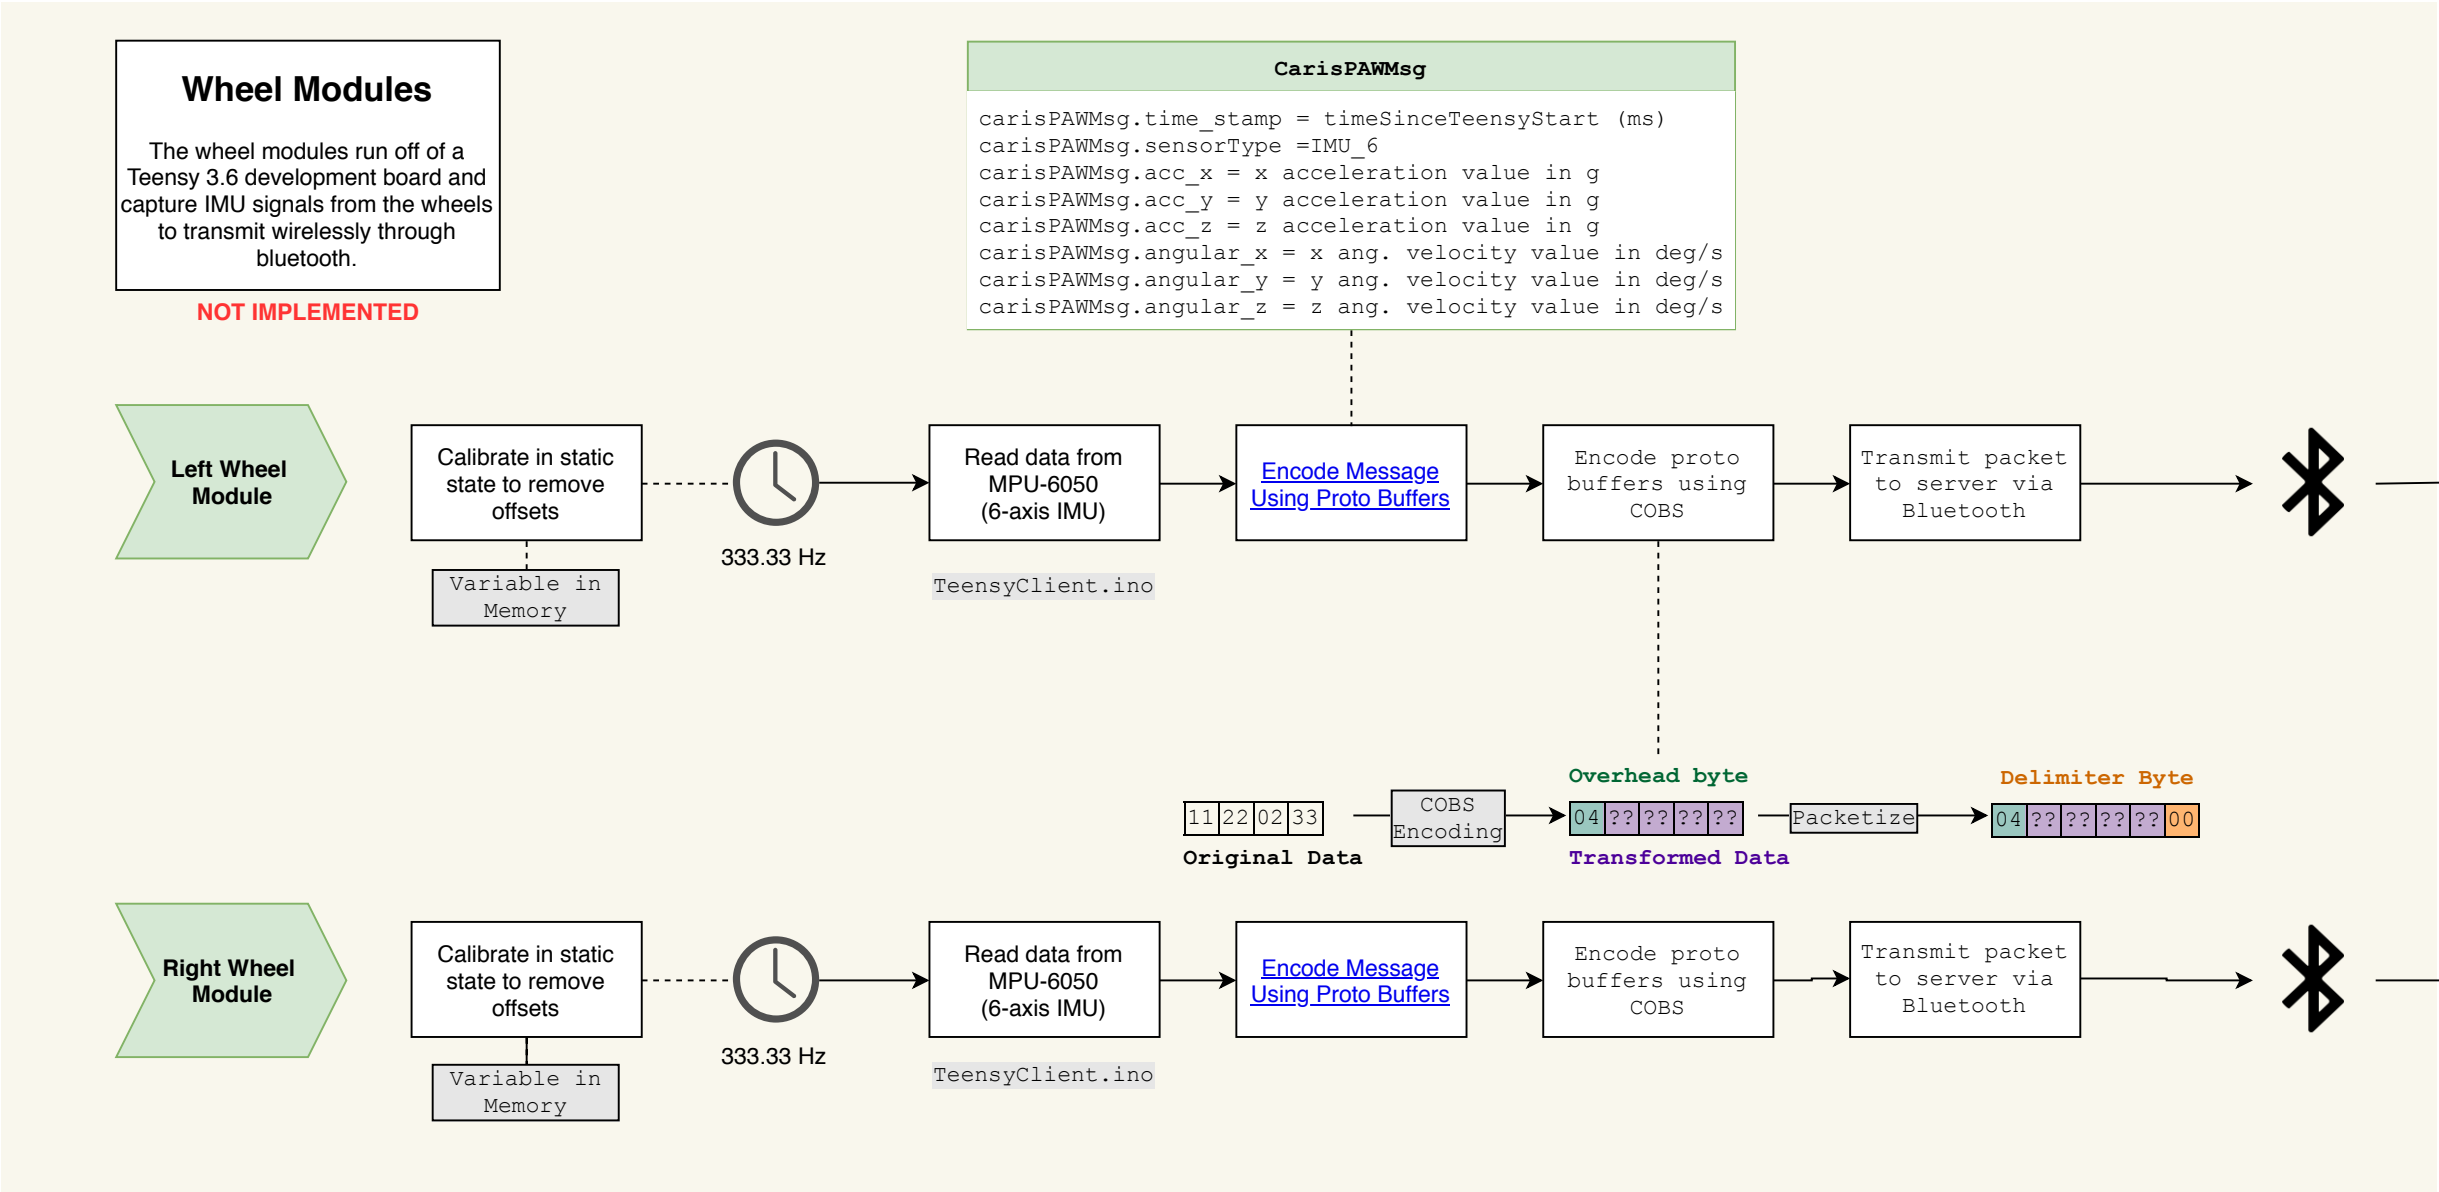 Wheel Modules
The wheel modules run off of a
Teensy 3.6 development board and
capture IMU signals from the wheels
to transmit wirelessly through
bluetooth.
NOT IMPLEMENTED
CarisPAWMsg
carisPAWMsg.time_stamp = timeSinceTeensyStart (ms)
carisPAWMsg.sensorType =IMU_6
carisPAWMsg.acc_x = x acceleration value in g
carisPAWMsg.acc_y = y acceleration value in g
carisPAWMsg.acc_z = z acceleration value in g
carisPAWMsg.angular_x = x ang. velocity value in deg/s
carisPAWMsg.angular_y = y ang. velocity value in deg/s
carisPAWMsg.angular_z = z ang. velocity value in deg/s
Left Wheel
Module
Calibrate in static
state to remove
offsets
Variable in
Memory
333.33 Hz
Read data from
MPU-6050
(6-axis IMU)
TeensyClient.ino
Encode Message
Using Proto Buffers
Encode proto
buffers using
COBS
Transmit packet
to server via
Bluetooth
11 22 02 33
Original Data
COBS
Encoding
Overhead byte
04 ?? ?? ?? ??
Transformed Data
Packetize
Delimiter Byte
04 ?? ?? ?? ?? 00
Right Wheel
Module
Calibrate in static
state to remove
offsets
Variable in
Memory
333.33 Hz
Read data from
MPU-6050
(6-axis IMU)
TeensyClient.ino
Encode Message
Using Proto Buffers
Encode proto
buffers using
COBS
Transmit packet
to server via
Bluetooth